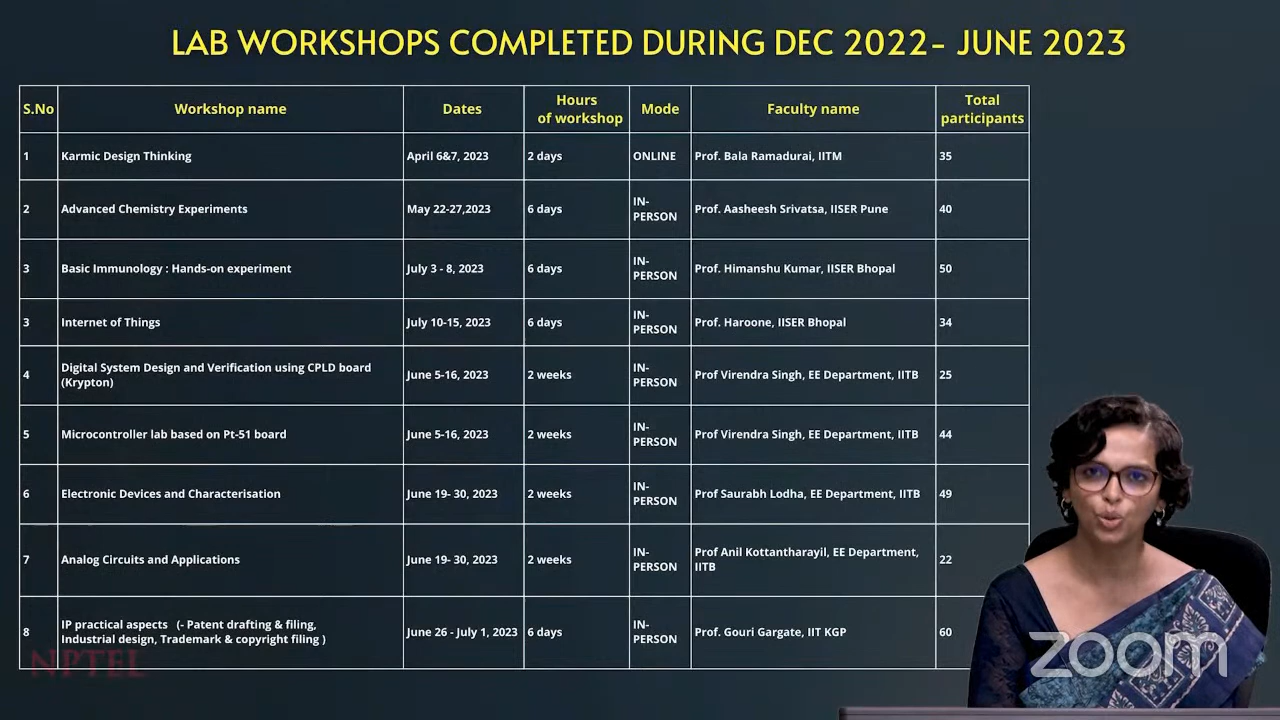 LAB WORKSHOPS COMPLETED DURING DEC 2022- JUNE 2023
S.No Workshop name Dates Hours of workshop Mode Faculty name Total participants
1 Karmic Design Thinking April 6&7, 2023 2 days ONLINE Prof. Bala Ramadurai, IITM 35
2 Advanced Chemistry Experiments May 22-27,2023 6 days IN-PERSON Prof. Aasheesh Srivatsa, IISER Pune 40
3 Basic Immunology : Hands-on experiment July 3 - 8, 2023 6 days IN-PERSON Prof. Himanshu Kumar, IISER Bhopal 50
3 Internet of Things July 10-15, 2023 6 days IN-PERSON Prof. Haroone, IISER Bhopal 34
4 Digital System Design and Verification using CPLD board (Krypton) June 5-16, 2023 2 weeks IN-PERSON Prof Virendra Singh, EE Department, IITB 25
5 Microcontroller lab based on Pt-51 board June 5-16, 2023 2 weeks IN-PERSON Prof Virendra Singh, EE Department, IITB 44
6 Electronic Devices and Characterisation June 19- 30, 2023 2 weeks IN-PERSON Prof Saurabh Lodha, EE Department, IITB 49
7 Analog Circuits and Applications June 19- 30, 2023 2 weeks IN-PERSON Prof Anil Kottantharayil, EE Department, IITB 22
8 IP practical aspects (- Patent drafting & filing, Industrial design, Trademark & copyright filing ) June 26 - July 1, 2023 6 days IN-PERSON Prof. Gouri Gargate, IIT KGP 60
NPTEL
zoom